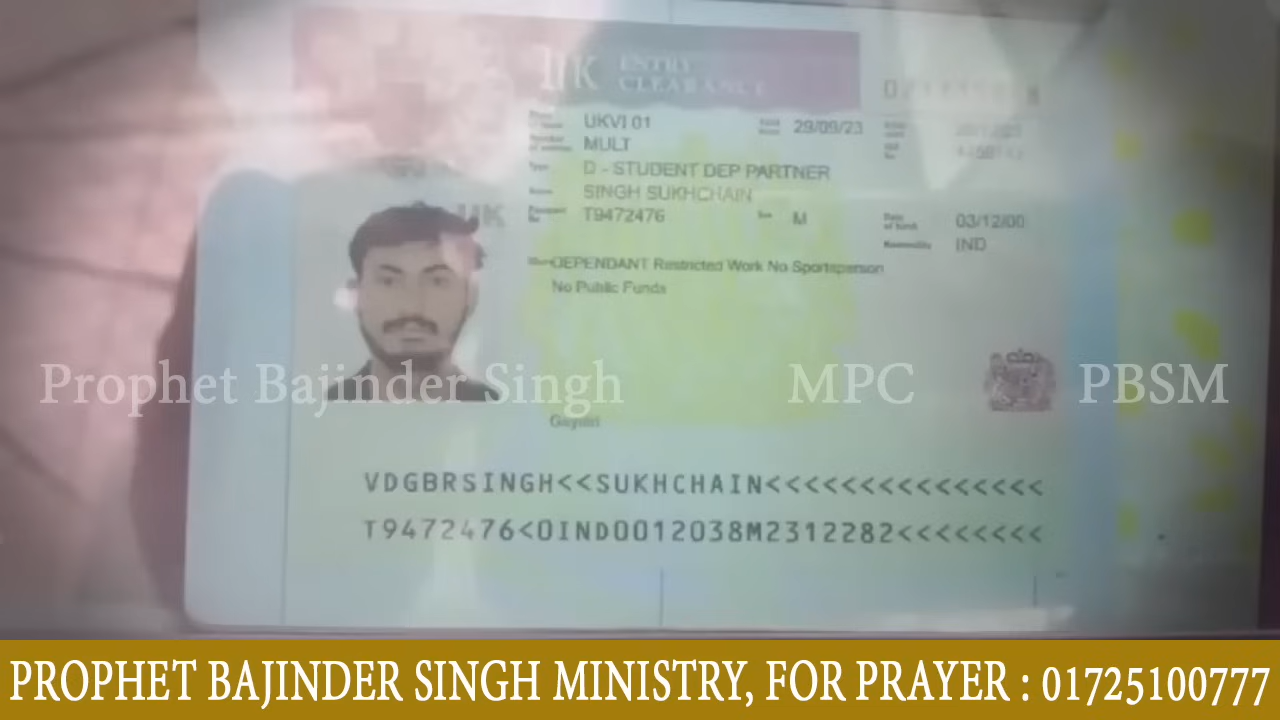 UK ENTRY
CLEARANCE
UKVI 01 29/09/23
MULT
D - STUDENT DEP PARTNER
SINGH SUKHCHAIN
UK T9472476 M 03/12/00
IND
DEPENDANT Restricted Work No Sportsperson
No Public Funds
Prophet Bajinder Singh MPC PBSM
VDGBRSINGH<<SUKHCHAIN<<<<<<<<<<<<<<<<
T9472476<0IND0012038M2312282<<<<<<<<
PROPHET BAJINDER SINGH MINISTRY, FOR PRAYER : 01725100777